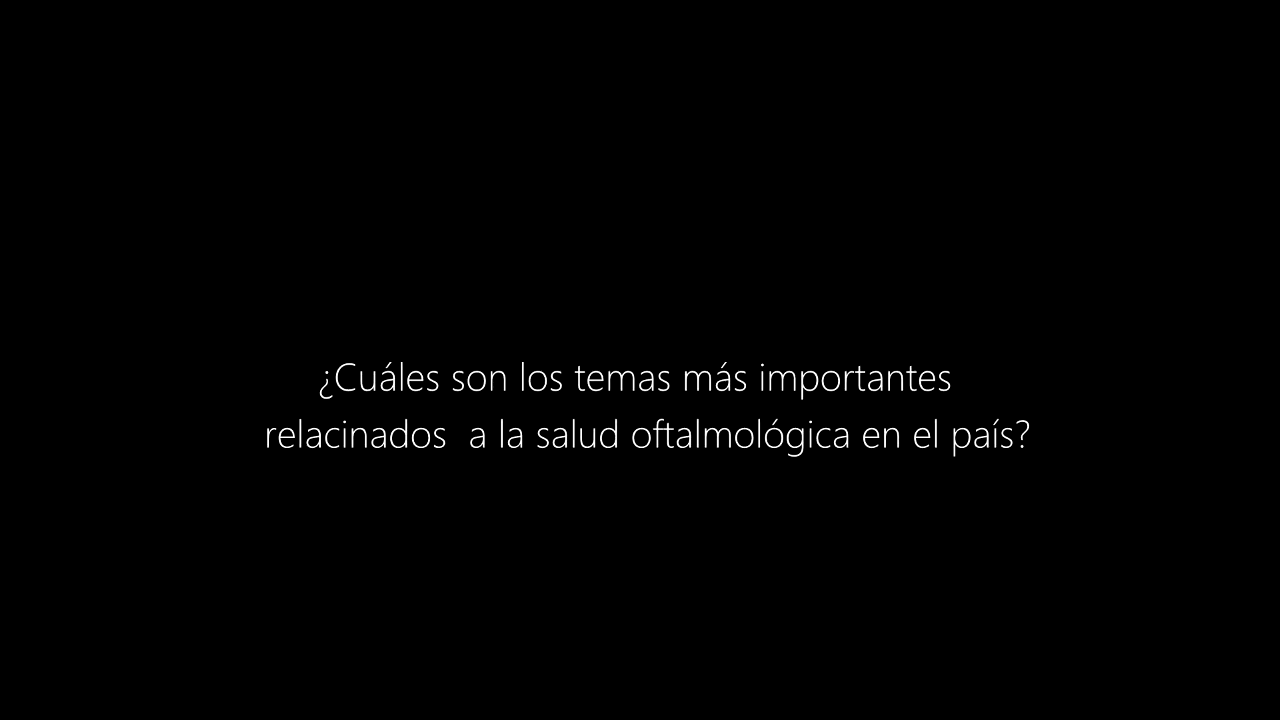 ¿Cuáles son los temas más importantes
relacinados  a la salud oftalmológica en el país?